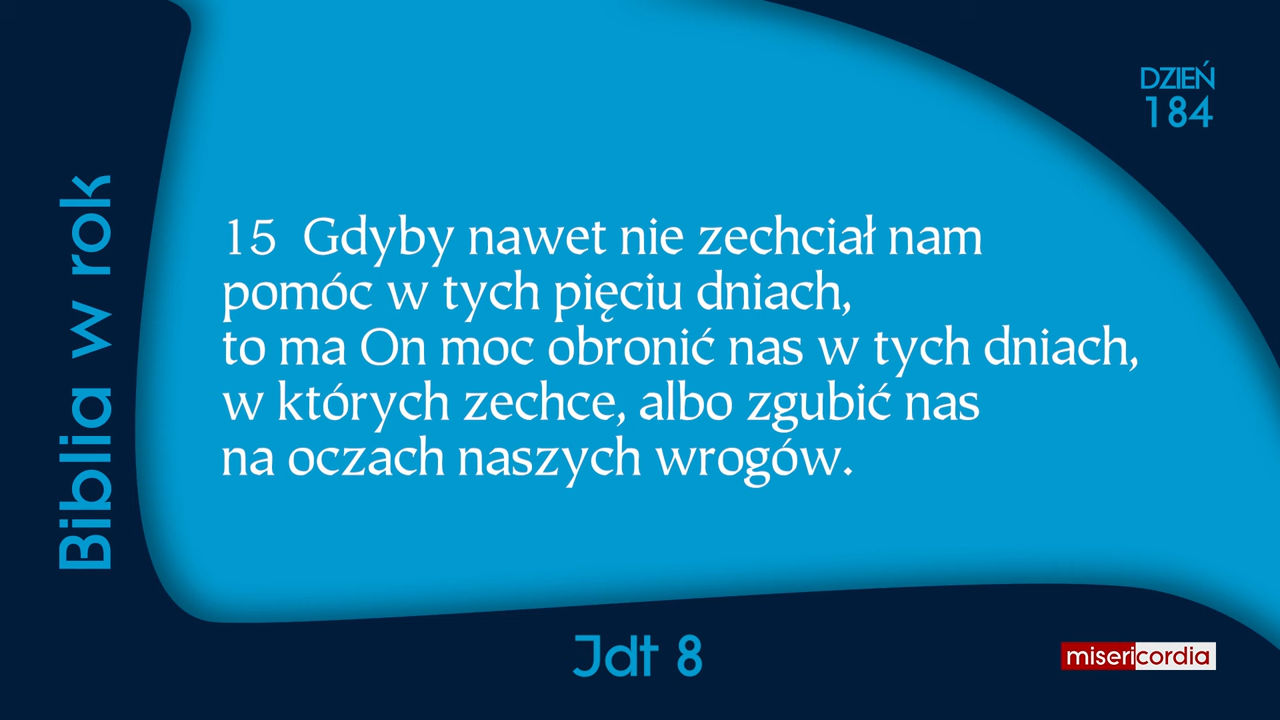 Biblia w rok
DZIEŃ
184
15 Gdyby nawet nie zechciał nam
pomóc w tych pięciu dniach,
to ma On moc obronić nas w tych dniach,
w których zechce, albo zgubić nas
na oczach naszych wrogów.
Jdt 8
misericordia